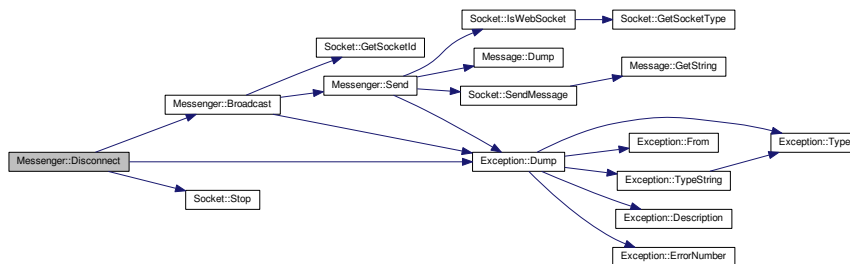 Socket::IsWebSocket
Socket::GetSocketType
Socket::GetSocketId
Message::Dump
Message::GetString
Messenger::Send
Socket::SendMessage
Messenger::Broadcast
Exception::From
Exception::Type
Messenger::Disconnect
Exception::Dump
Exception::TypeString
Socket::Stop
Exception::Description
Exception::ErrorNumber